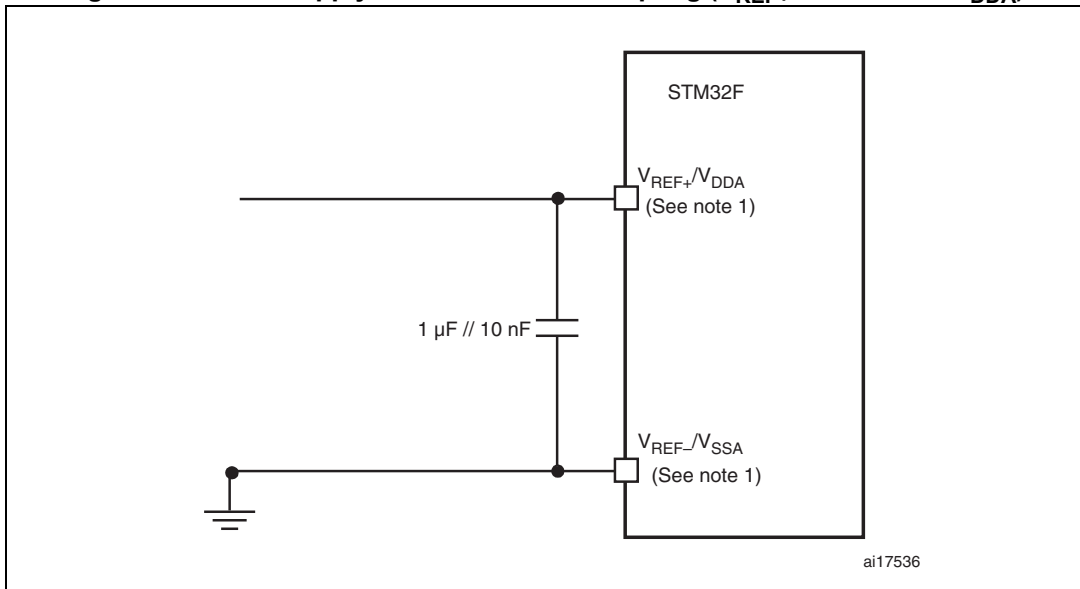 STM32F
VREF+/VDDA
(See note 1)
1 µF // 10 nF
VREF–/VSSA
(See note 1)
ai17536